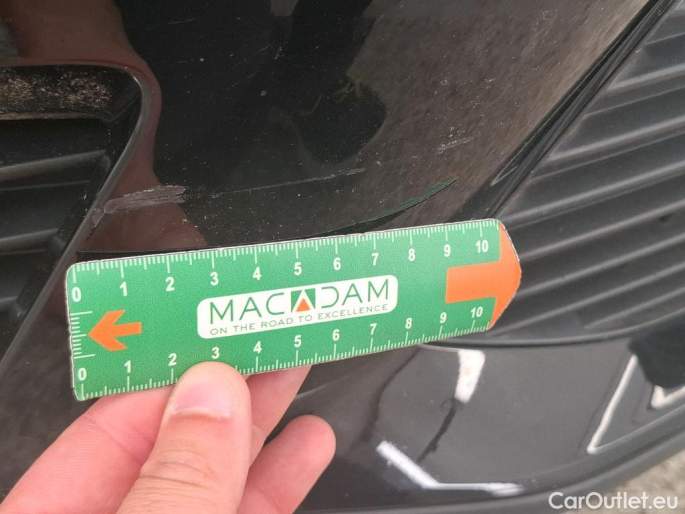 0 1 2 3 4 5 6 7 8 9 10
MACADAM
ON THE ROAD TO EXCELLENCE
0 1 2 3 4 5 6 7 8 9 10
CarOutlet.eu